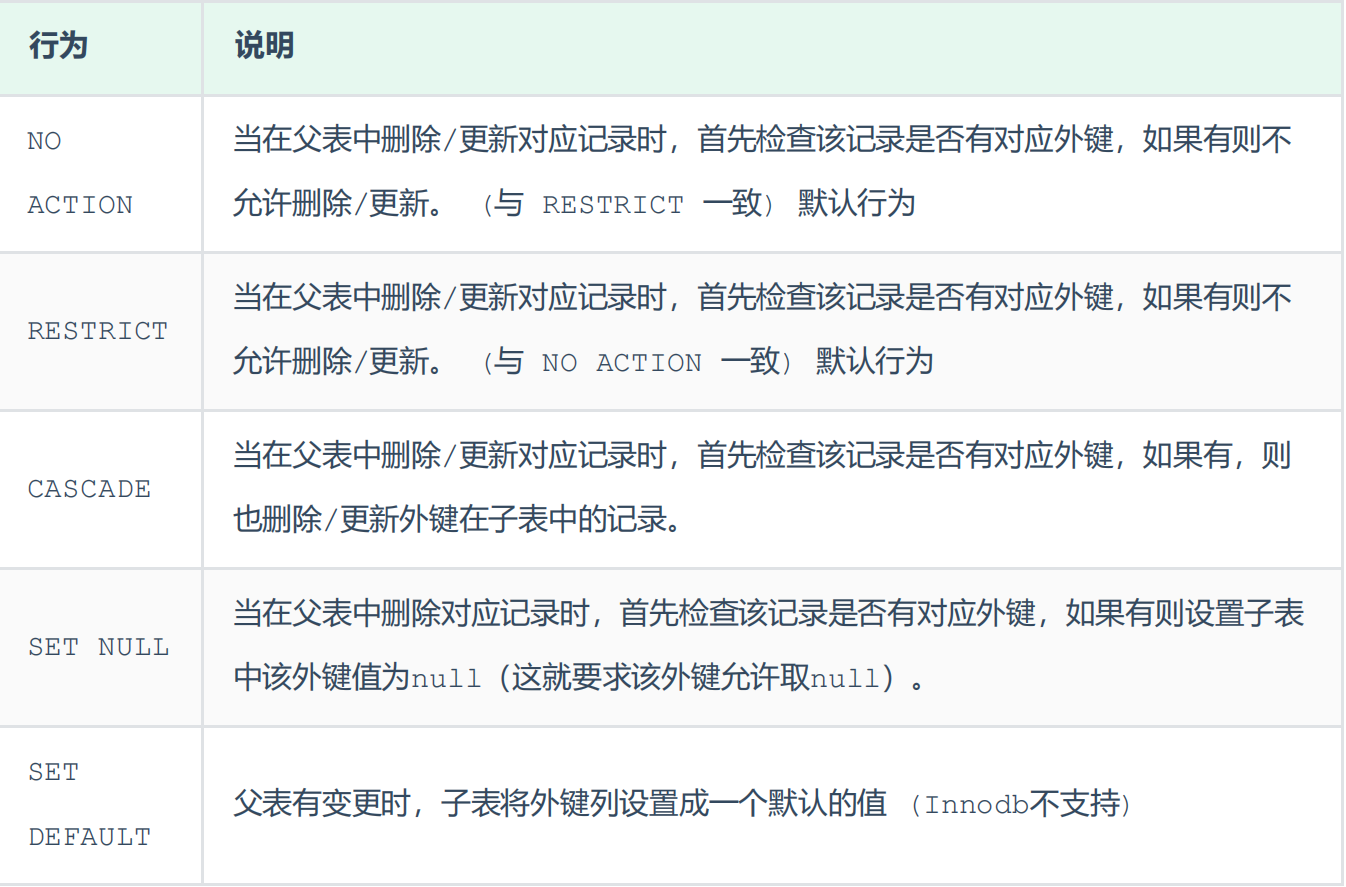 行为 说明
NO
ACTION
当在父表中删除/更新对应记录时，首先检查该记录是否有对应外键，如果有则不
允许删除/更新。 （与 RESTRICT 一致） 默认行为
RESTRICT
当在父表中删除/更新对应记录时，首先检查该记录是否有对应外键，如果有则不
允许删除/更新。 （与 NO ACTION 一致） 默认行为
CASCADE
当在父表中删除/更新对应记录时，首先检查该记录是否有对应外键，如果有，则
也删除/更新外键在子表中的记录。
SET NULL
当在父表中删除对应记录时，首先检查该记录是否有对应外键，如果有则设置子表
中该外键值为null（这就要求该外键允许取null）。
SET
DEFAULT
父表有变更时，子表将外键列设置成一个默认的值 （Innodb不支持）